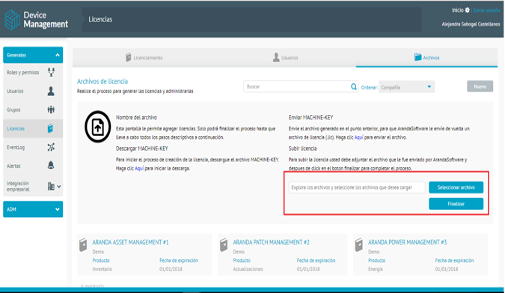 Device
Management
Licencias
Inicio
Cerrar sesión
Alejandra Sabogal Castellanos
Generales
Roles y permisos
Usuarios
Grupos
Licencias
EventLog
Alertas
Integración
empresarial
ADM
Licenciamiento
Usuarios
Archivos
Archivos de licencia
Realice el proceso para generar las licencias y administrarlas
Buscar
Ordenar: Compañía
Nuevo
Nombre del archivo
Esta pantalla le permite agregar licencias. Solo podrá finalizar el proceso hasta que
lleve a cabo todos los pasos descriptivos a continuación.
Descargar MACHINE-KEY
Para iniciar el proceso de creación de la licencia, descargue el archivo MACHINE-KEY.
Haga clic Aquí para iniciar la descarga.
Enviar MACHINE-KEY
Envíe el archivo generado en el punto anterior, para que ArandaSoftware le envíe de vuelta un
archivo de licencia (.lic). Haga clic Aquí para enviar el archivo.
Subir licencia
Para subir la licencia usted debe adjuntar el archivo que le fue enviado por ArandaSoftware y
despues de click en el boton finalizar para completar el proceso.
Explore los archivos y seleccione los archivos que desea cargar
Seleccionar archivo
Finalizar
ARANDA ASSET MANAGEMENT #1
Demo
Producto Fecha de expiración
Inventario 01/01/2018
ARANDA PATCH MANAGEMENT #2
Demo
Producto Fecha de expiración
Actualizaciones 01/01/2018
ARANDA POWER MANAGEMENT #3
Demo
Producto Fecha de expiración
Energía 01/01/2018